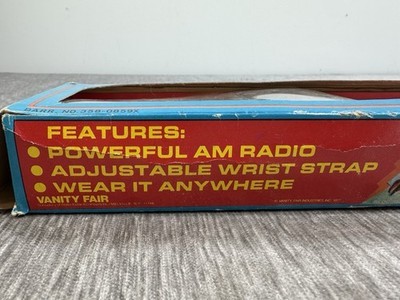 FEATURES:
• POWERFUL AM RADIO
• ADJUSTABLE WRIST STRAP
• WEAR IT ANYWHERE
VANITY FAIR